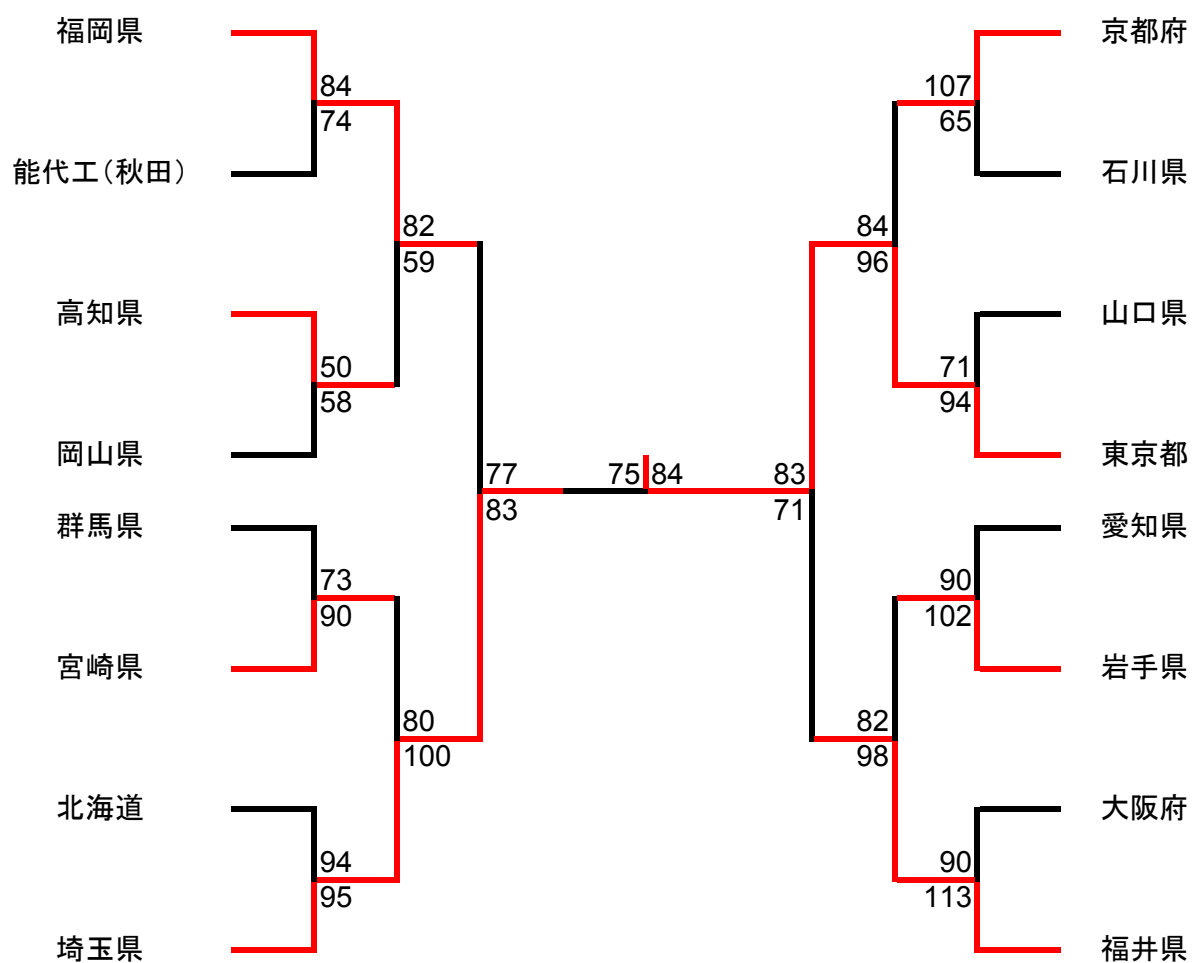 福岡県
京都府
84
107
74
65
能代工(秋田)
石川県
82
84
59
96
高知県
山口県
50
71
58
94
岡山県
東京都
77
75
84
83
83
71
群馬県
愛知県
73
90
90
102
宮崎県
岩手県
80
82
100
98
北海道
大阪府
94
90
95
113
埼玉県
福井県